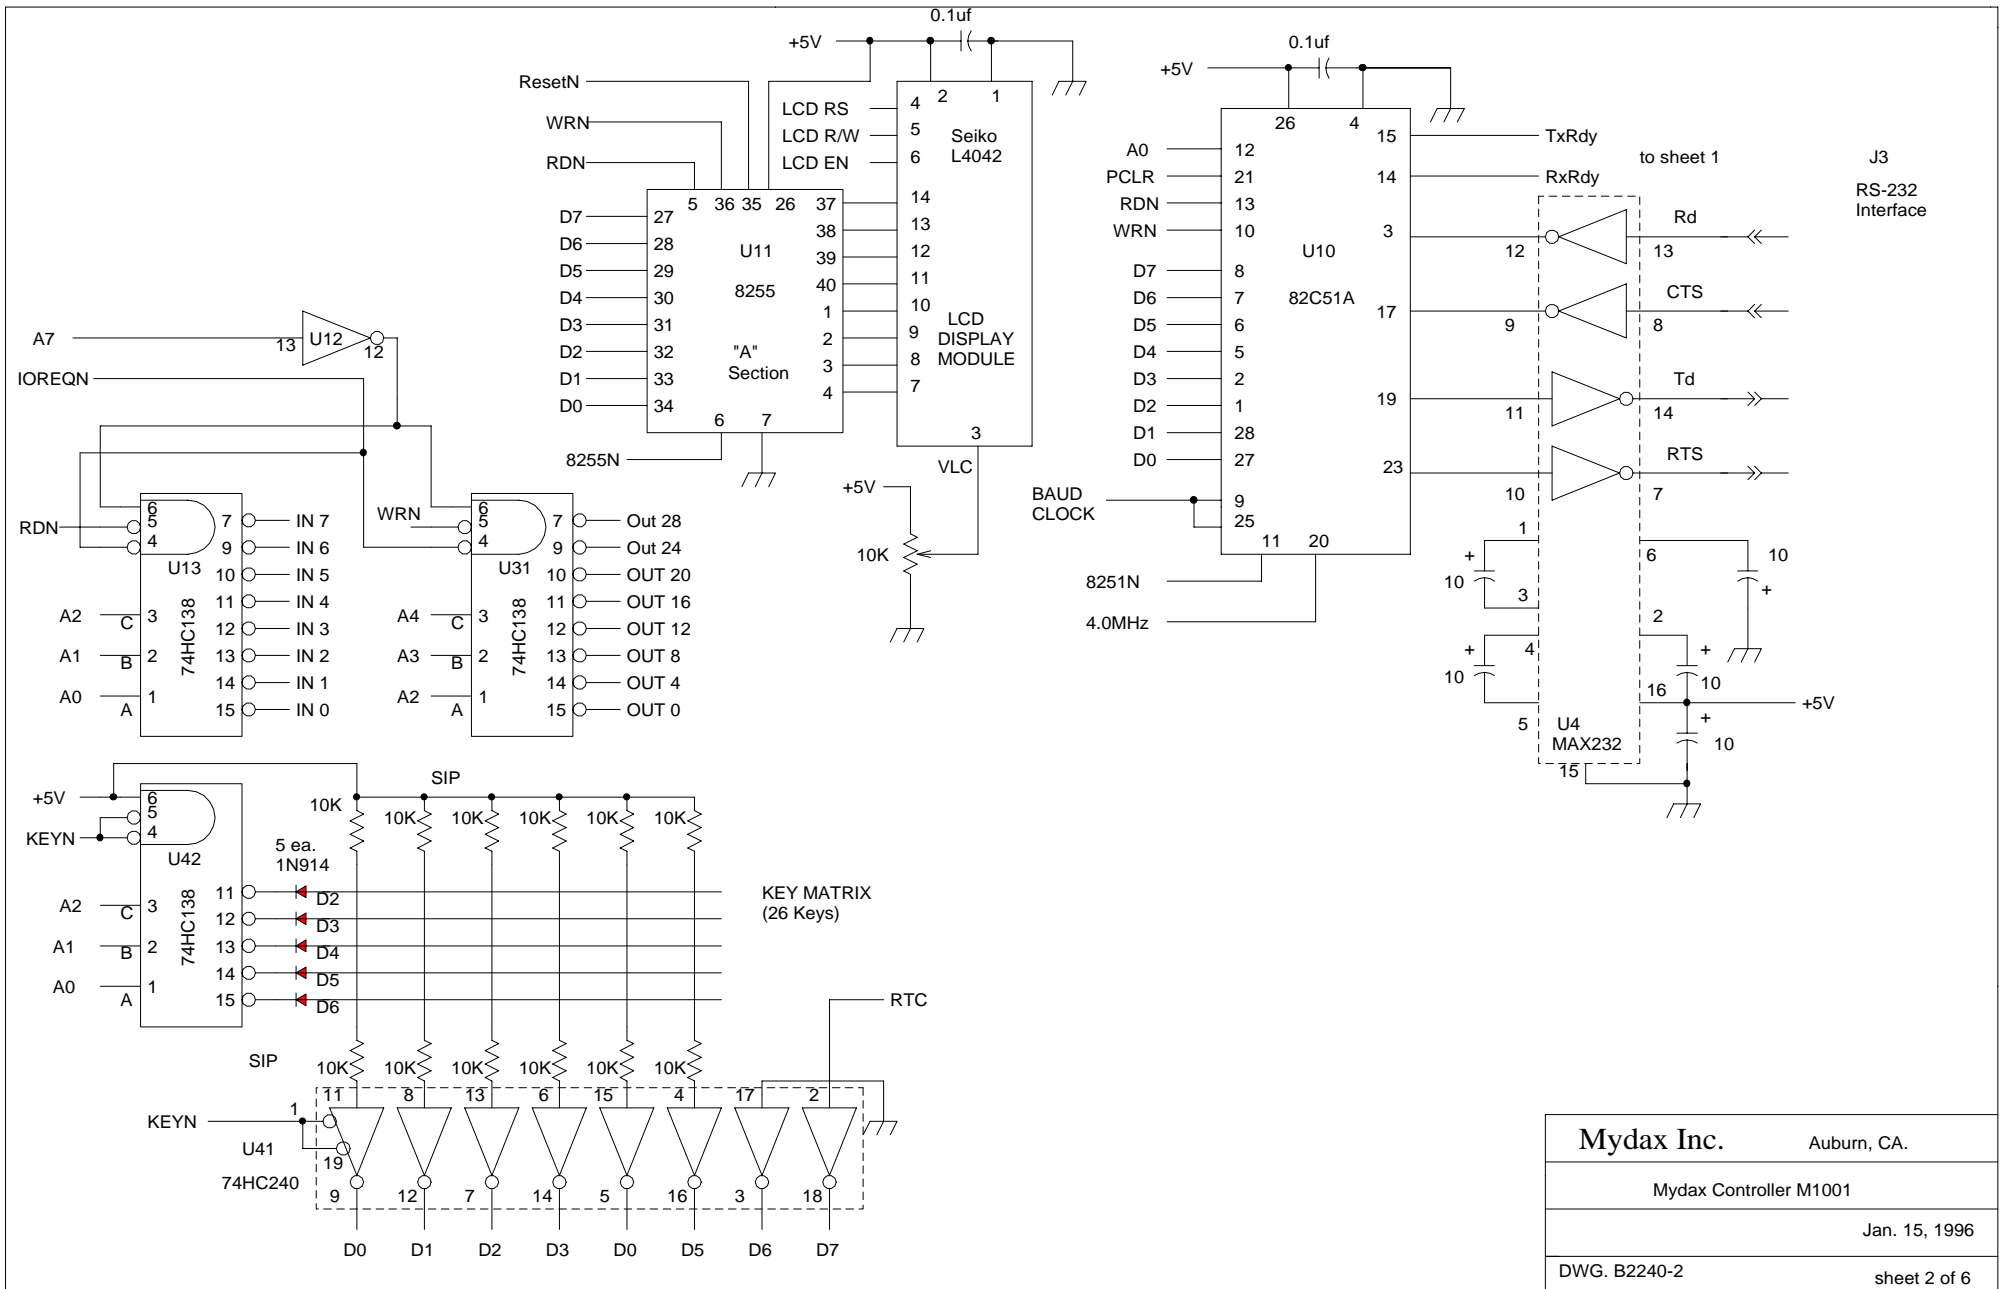 0.1uf
+5V
ResetN
WRN
RDN
LCD RS
LCD R/W
LCD EN
4
5
6
2 1
Seiko
L4042
5 36 35 26 37
38
39
40
1
2
3
4
14
13
12
11
10
9
8
7
D7 27
D6 28
D5 29
D4 30
D3 31
D2 32
D1 33
D0 34
U11
8255
"A"
Section
6 7
8255N
LCD
DISPLAY
MODULE
3
VLC
+5V
10K
0.1uf
+5V
26 4
A0 12
PCLR 21
RDN 13
WRN 10
D7 8
D6 7
D5 6
D4 5
D3 2
D2 1
D1 28
D0 27
BAUD
CLOCK
9
25
11 20
8251N
4.0MHz
U10
82C51A
15 TxRdy
14 RxRdy
3
17
19
23
to sheet 1
J3
RS-232
Interface
12 Rd 13
9 CTS 8
11 Td 14
10 RTS 7
1
+
10
3
4
+
10
5
6
10
+
2
+
10
16
+5V
+
10
U4
MAX232
15
A7 13 U12 12
IOREQN
RDN
6
5
4
U13
74HC138
A2 C 3
A1 B 2
A0 A 1
7 IN 7
9 IN 6
10 IN 5
11 IN 4
12 IN 3
13 IN 2
14 IN 1
15 IN 0
WRN
6
5
4
U31
74HC138
A4 C 3
A3 B 2
A2 A 1
7 Out 28
9 Out 24
10 OUT 20
11 OUT 16
12 OUT 12
13 OUT 8
14 OUT 4
15 OUT 0
+5V
KEYN
6
5
4
U42
74HC138
A2 C 3
A1 B 2
A0 A 1
5 ea.
1N914
11 D2
12 D3
13 D4
14 D5
15 D6
SIP
10K 10K 10K 10K 10K 10K
KEY MATRIX
(26 Keys)
RTC
SIP
10K 10K 10K 10K 10K 10K
11 8 13 6 15 4 17 2
KEYN 1
19
U41
74HC240
9 12 7 14 5 16 3 18
D0 D1 D2 D3 D0 D5 D6 D7
Mydax Inc. Auburn, CA.
Mydax Controller M1001
Jan. 15, 1996
DWG. B2240-2 sheet 2 of 6